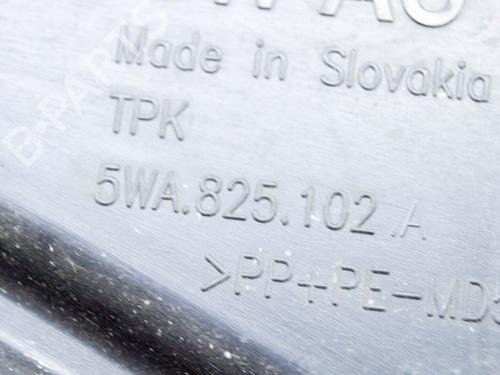 Made in Slovakia
TPK
5WA.825.102.A
>PP+PE-MD
B-PARTS